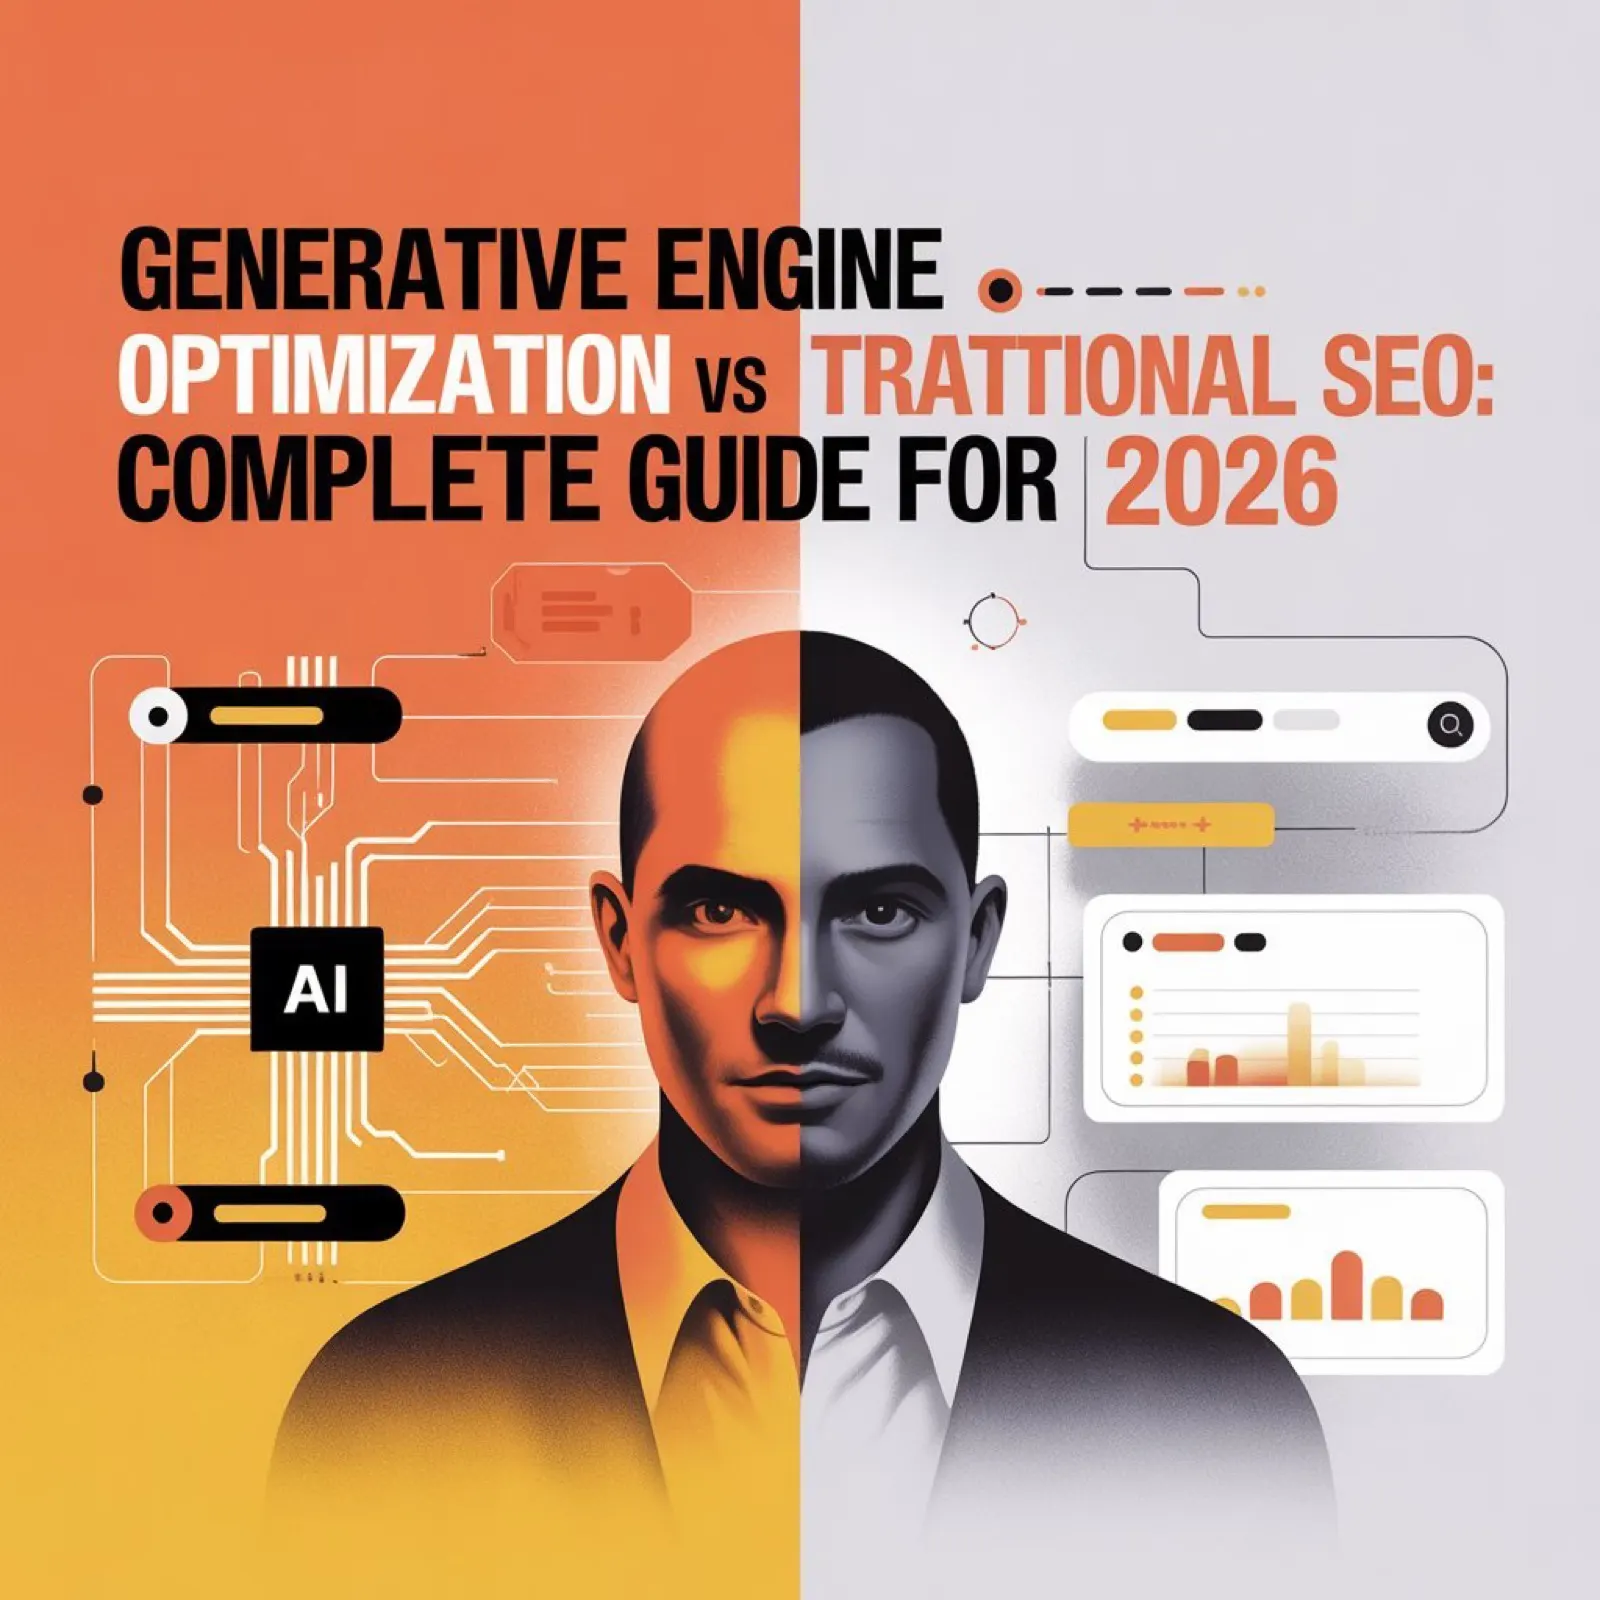 GENERATIVE ENGINE
OPTIMIZATION VS TRATTIONAL SEO:
COMPLETE GUIDE FOR 2026
AI